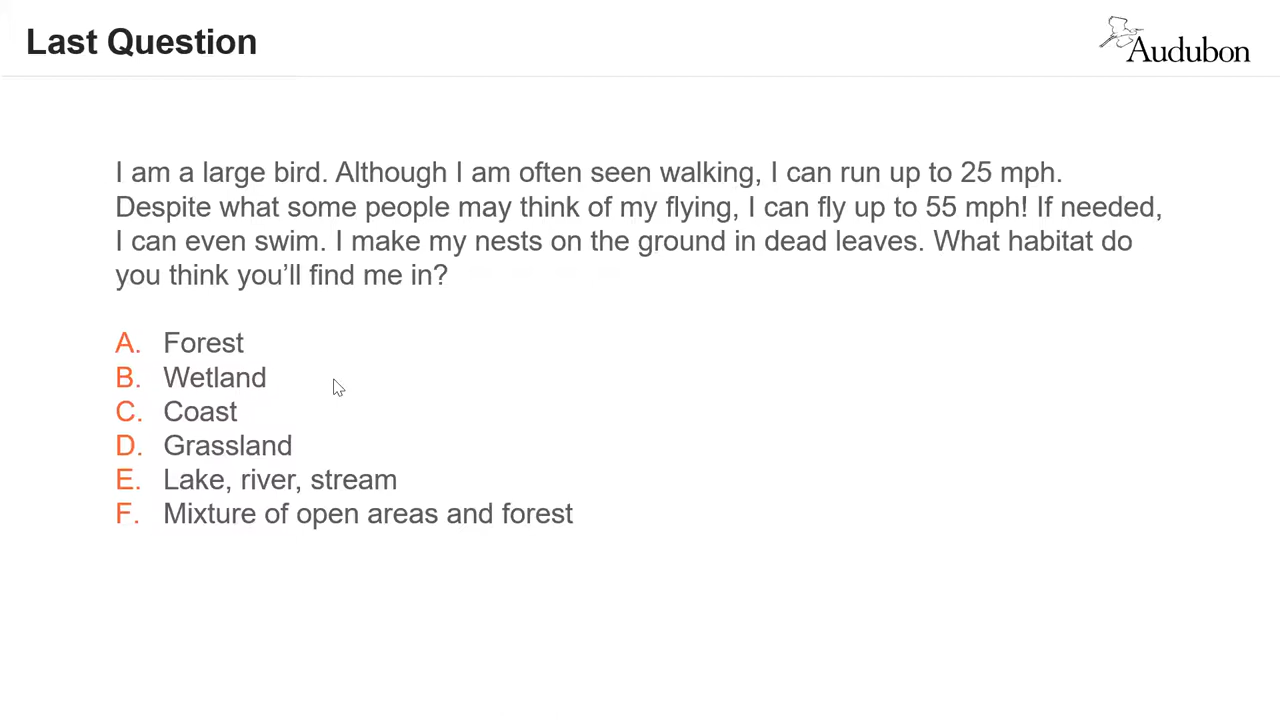 Last Question
Audubon
I am a large bird. Although I am often seen walking, I can run up to 25 mph.
Despite what some people may think of my flying, I can fly up to 55 mph! If needed,
I can even swim. I make my nests on the ground in dead leaves. What habitat do
you think you’ll find me in?
A. Forest
B. Wetland
C. Coast
D. Grassland
E. Lake, river, stream
F. Mixture of open areas and forest